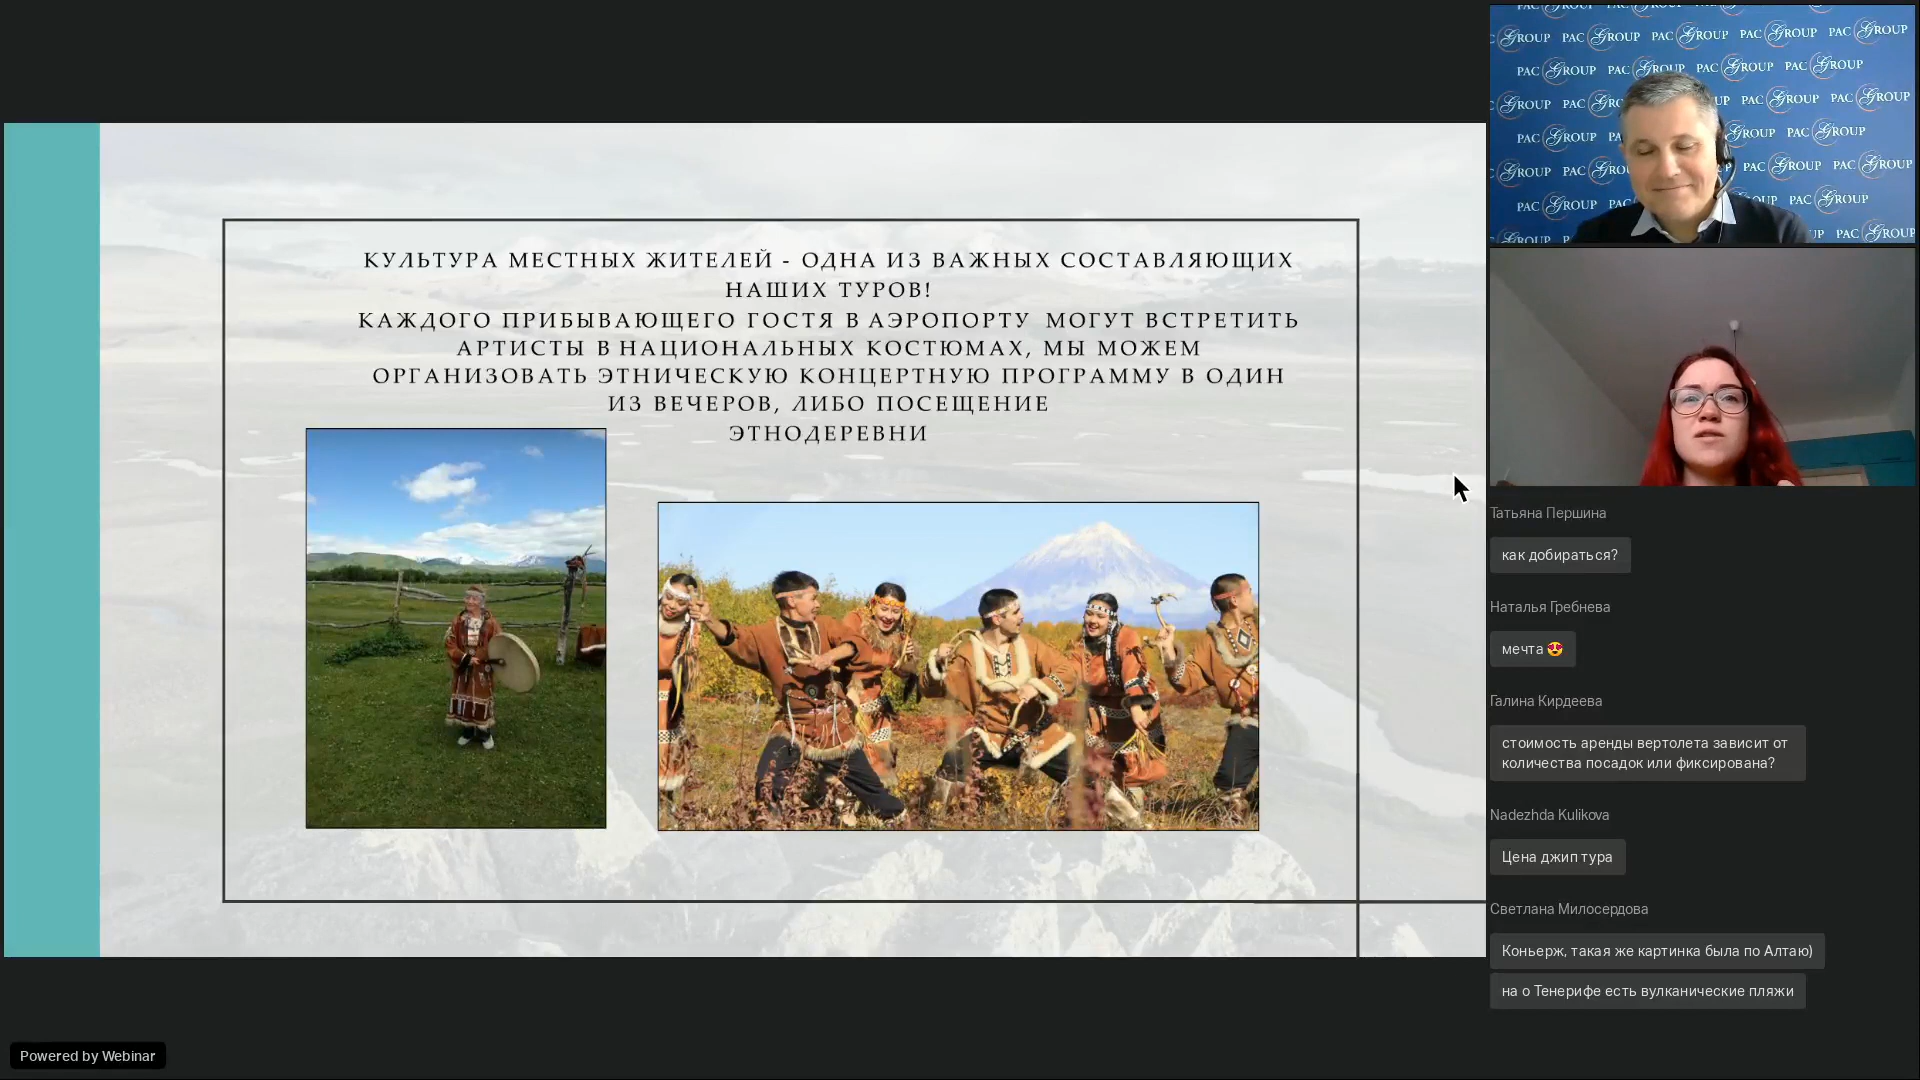 КУЛЬТУРА МЕСТНЫХ ЖИТЕЛЕЙ - ОДНА ИЗ ВАЖНЫХ СОСТАВЛЯЮЩИХ
НАШИХ ТУРОВ!
КАЖДОГО ПРИБЫВАЮЩЕГО ГОСТЯ В АЭРОПОРТУ МОГУТ ВСТРЕТИТЬ
АРТИСТЫ В НАЦИОНАЛЬНЫХ КОСТЮМАХ, МЫ МОЖЕМ
ОРГАНИЗОВАТЬ ЭТНИЧЕСКУЮ КОНЦЕРТНУЮ ПРОГРАММУ В ОДИН
ИЗ ВЕЧЕРОВ, ЛИБО ПОСЕЩЕНИЕ
ЭТНОДЕРЕВНИ
PAC GROUP
Татьяна Першина
как добираться?
Наталья Гребнева
мечта 😍
Галина Кирдеева
стоимость аренды вертолета зависит от
количества посадок или фиксирована?
Nadezhda Kulikova
Цена джип тура
Светлана Милосердова
Коньерж, такая же картинка была по Алтаю)
на о Тенерифе есть вулканические пляжи
Powered by Webinar